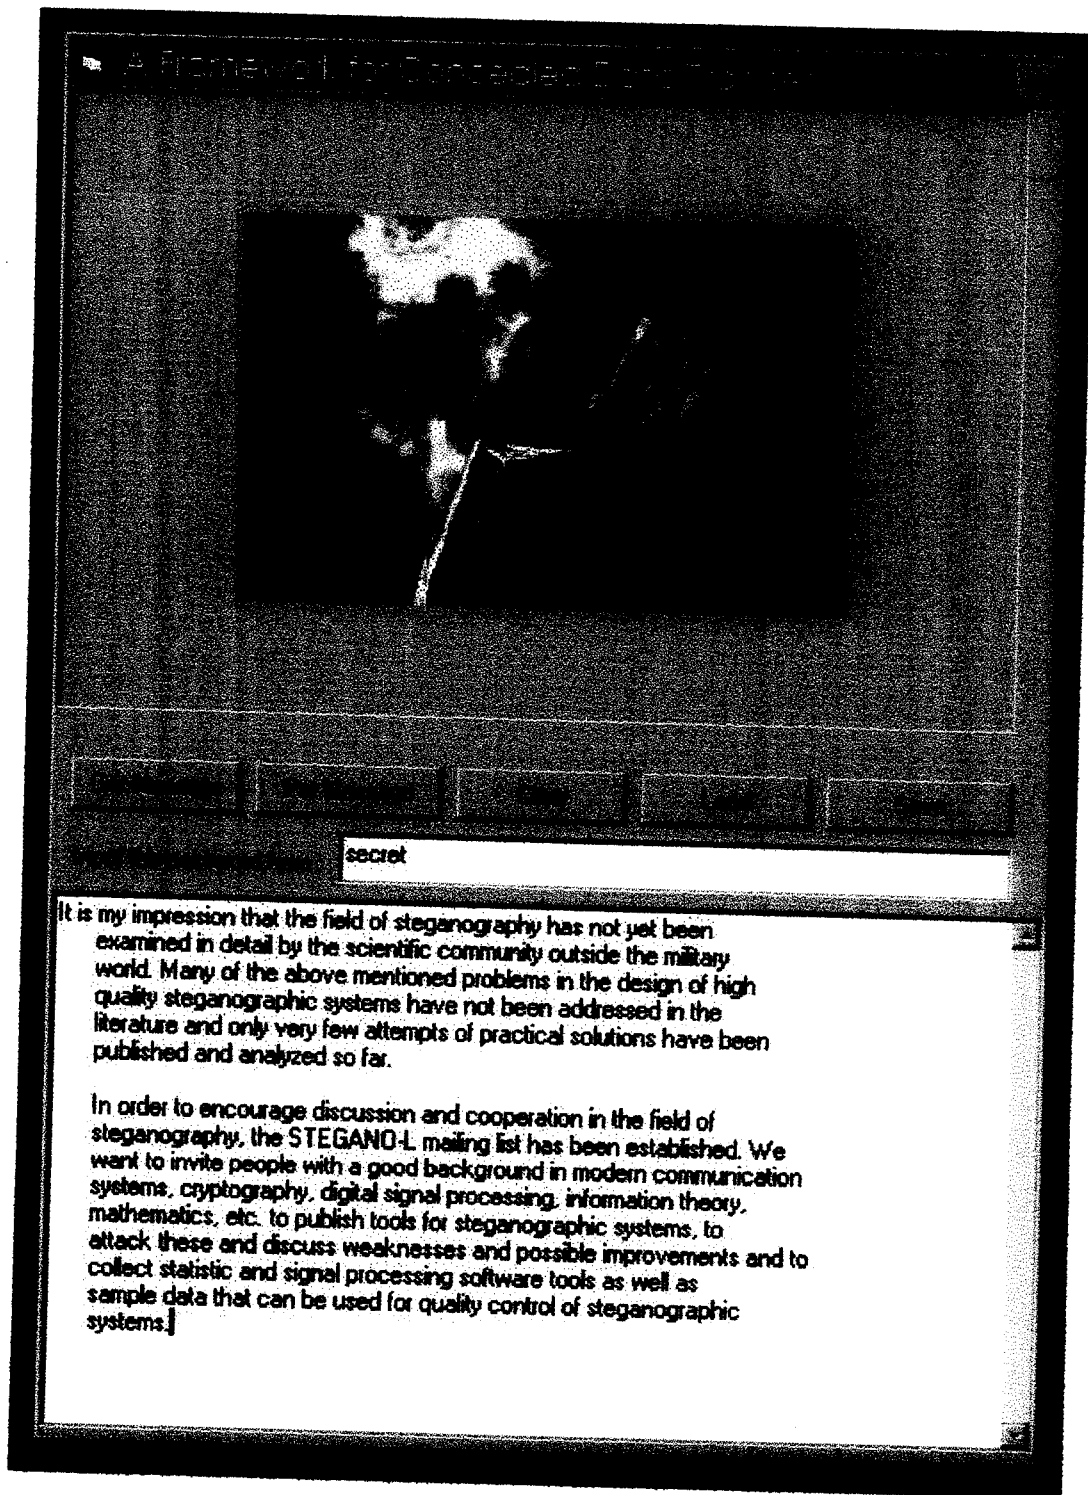 A Framework for Concealed Data
secret
It is my impression that the field of steganography has not yet been
examined in detail by the scientific community outside the military
world. Many of the above mentioned problems in the design of high
quality steganographic systems have not been addressed in the
literature and only very few attempts of practical solutions have been
published and analyzed so far.
In order to encourage discussion and cooperation in the field of
steganography, the STEGANO-L mailing list has been established. We
want to invite people with a good background in modern communication
systems, cryptography, digital signal processing, information theory,
mathematics, etc. to publish tools for steganographic systems, to
attack these and discuss weaknesses and possible improvements and to
collect statistic and signal processing software tools as well as
sample data that can be used for quality control of steganographic
systems.